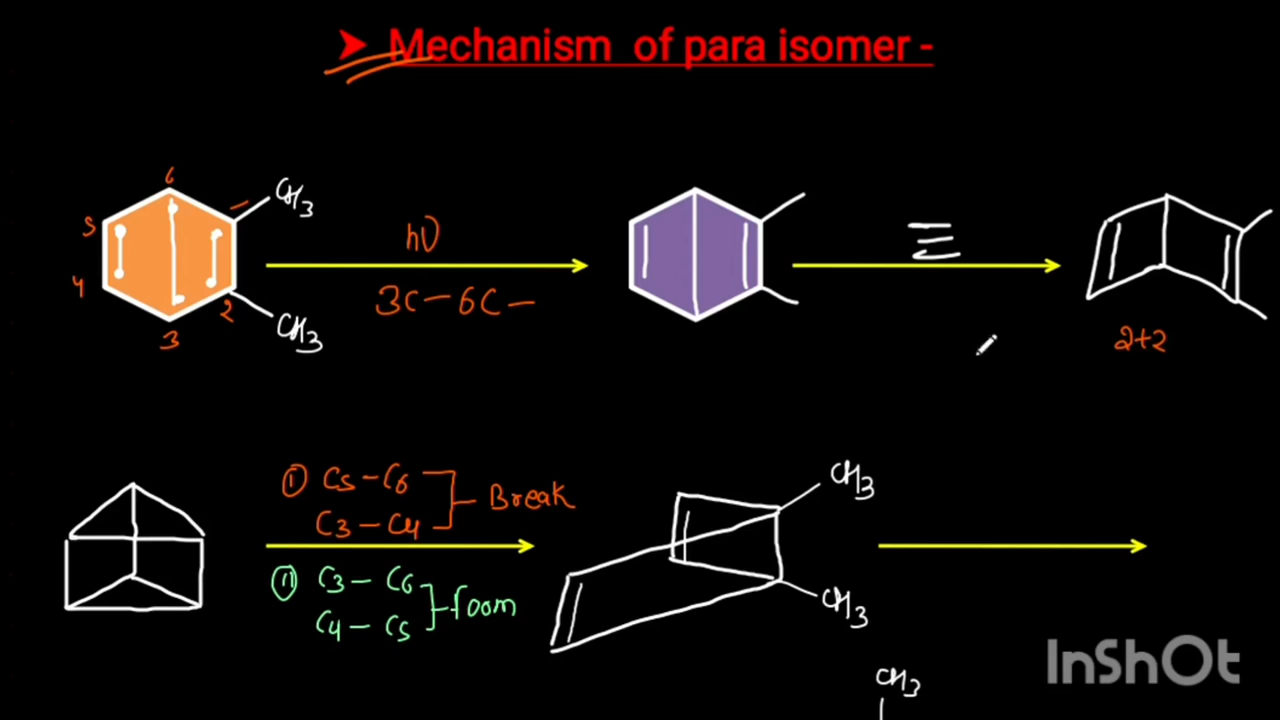 ➤ Mechanism of para isomer -
6
5
4
3
2
CH3
CH3
hν
3C - 6C -
2+2
① C5 - C6
C3 - C4
Break
② C3 - C6
C4 - C5
foom
CH3
CH3
CH3
InShOt